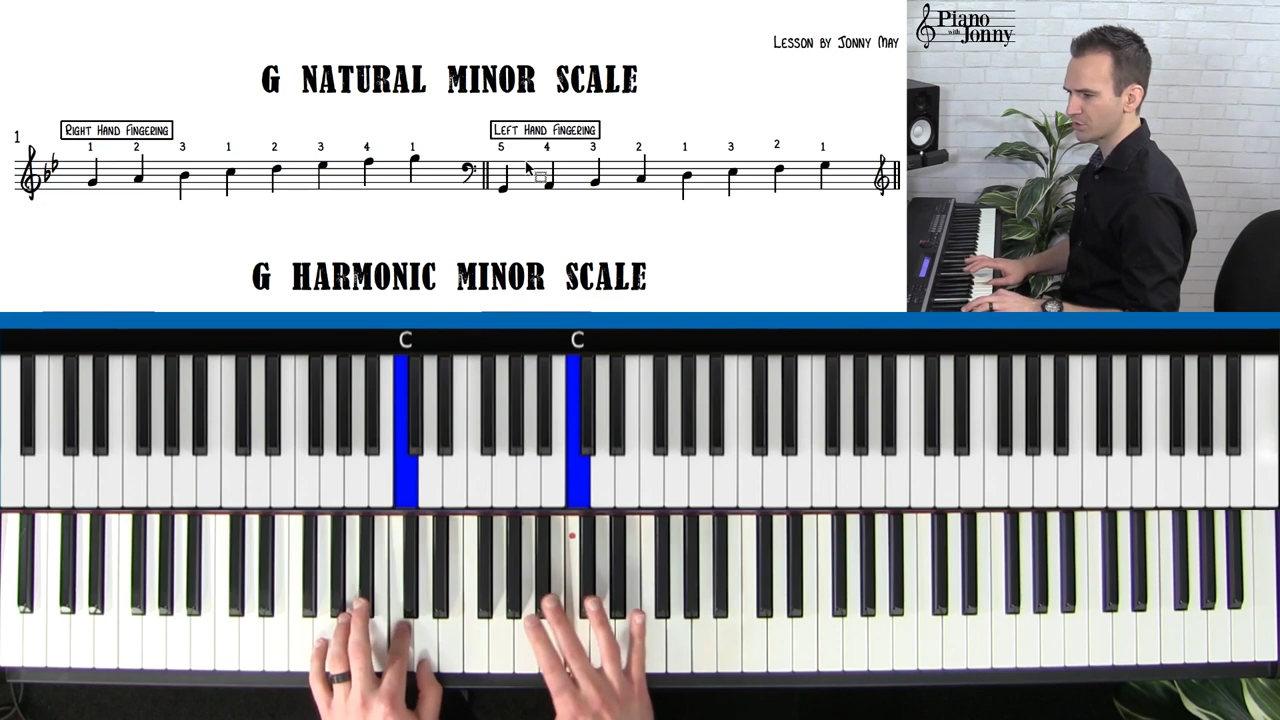 LESSON BY JONNY MAY
Piano
with
Jonny
G NATURAL MINOR SCALE
1
RIGHT HAND FINGERING
LEFT HAND FINGERING
1 2 3 1 2 3 4 1
5 4 3 2 1 3 2 1
G HARMONIC MINOR SCALE
C C